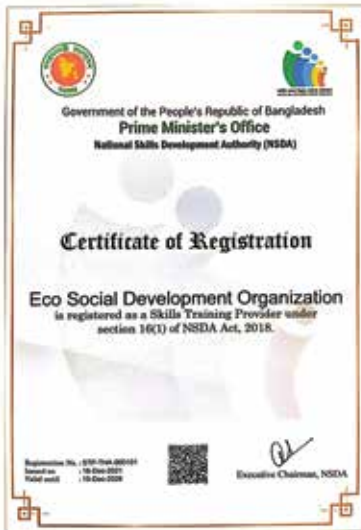 Government of the People's Republic of Bangladesh
Prime Minister's Office
National Skills Development Authority (NSDA)
Certificate of Registration
Eco Social Development Organization
is registered as a Skills Training Provider under
section 16(1) of NSDA Act, 2018.
Registration No. :
Issued on :
Valid until :
Executive Chairman, NSDA